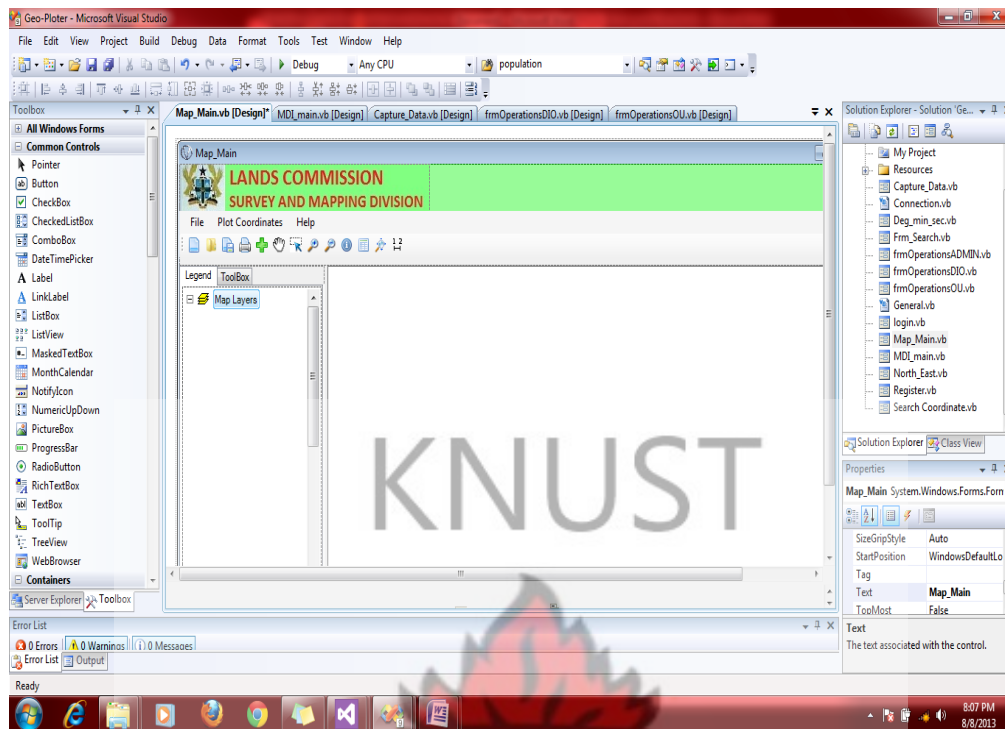 Geo-Ploter - Microsoft Visual Studio
File Edit View Project Build Debug Data Format Tools Test Window Help
Debug Any CPU population
Toolbox
All Windows Forms
Common Controls
Pointer
Button
CheckBox
CheckedListBox
ComboBox
DateTimePicker
A Label
A LinkLabel
ListBox
ListView
MaskedTextBox
MonthCalendar
NotifyIcon
NumericUpDown
PictureBox
ProgressBar
RadioButton
RichTextBox
TextBox
ToolTip
TreeView
WebBrowser
Containers
Server Explorer Toolbox
Map_Main.vb [Design]* MDI_main.vb [Design] Capture_Data.vb [Design] frmOperationsDIO.vb [Design] frmOperationsOU.vb [Design]
Map_Main
LANDS COMMISSION
SURVEY AND MAPPING DIVISION
File Plot Coordinates Help
Legend ToolBox
Map Layers
KNUST
Solution Explorer - Solution 'Ge...
My Project
Resources
Capture_Data.vb
Connection.vb
Deg_min_sec.vb
Frm_Search.vb
frmOperationsADMIN.vb
frmOperationsDIO.vb
frmOperationsOU.vb
General.vb
login.vb
Map_Main.vb
MDI_main.vb
North_East.vb
Register.vb
Search Coordinate.vb
Solution Explorer Class View
Properties
Map_Main System.Windows.Forms.Forn
SizeGripStyle Auto
StartPosition WindowsDefaultLo
Tag
Text Map_Main
TopMost False
Text
The text associated with the control.
Error List
0 Errors 0 Warnings 0 Messages
Error List Output
Ready
8:07 PM
8/8/2013